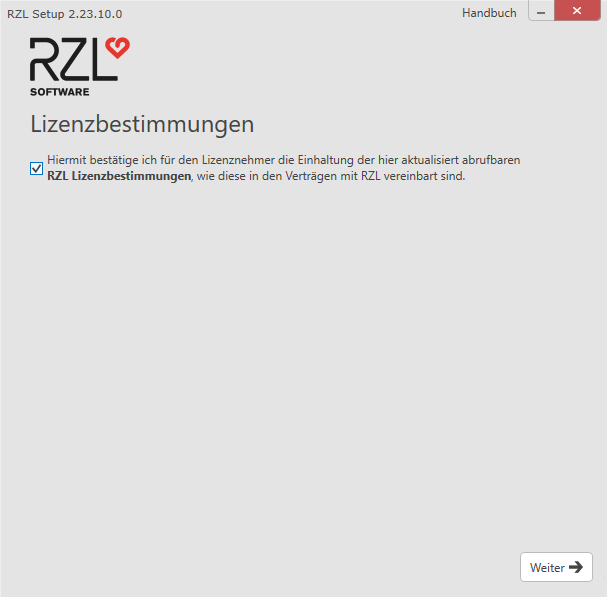 RZL Setup 2.23.10.0
Handbuch
RZL
SOFTWARE
Lizenzbestimmungen
Hiermit bestätige ich für den Lizenznehmer die Einhaltung der hier aktualisiert abrufbaren
RZL Lizenzbestimmungen, wie diese in den Verträgen mit RZL vereinbart sind.
Weiter